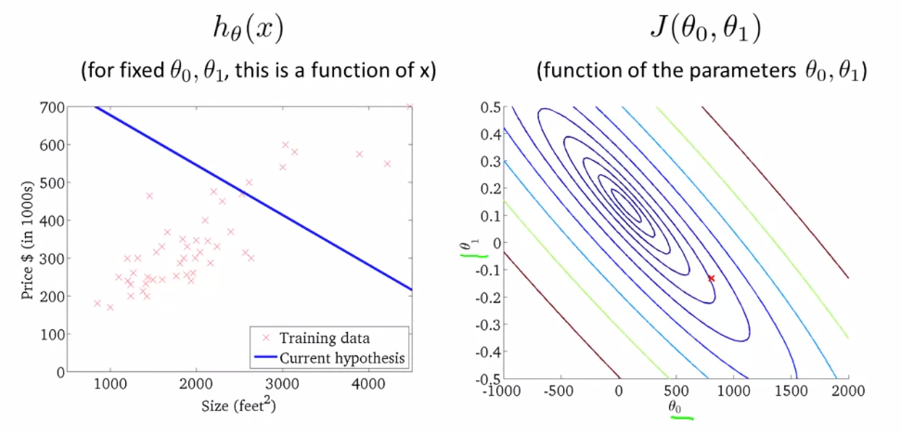 hθ(x)
(for fixed θ₀, θ₁, this is a function of x)
700
600
500
400
300
200
100
0
Price $ (in 1000s)
1000 2000 3000 4000
Size (feet²)
Training data
Current hypothesis
J(θ₀, θ₁)
(function of the parameters θ₀, θ₁)
0.5
0.4
0.3
0.2
0.1
0
-0.1
-0.2
-0.3
-0.4
-0.5
θ₁
-1000 -500 0 500 1000 1500 2000
θ₀